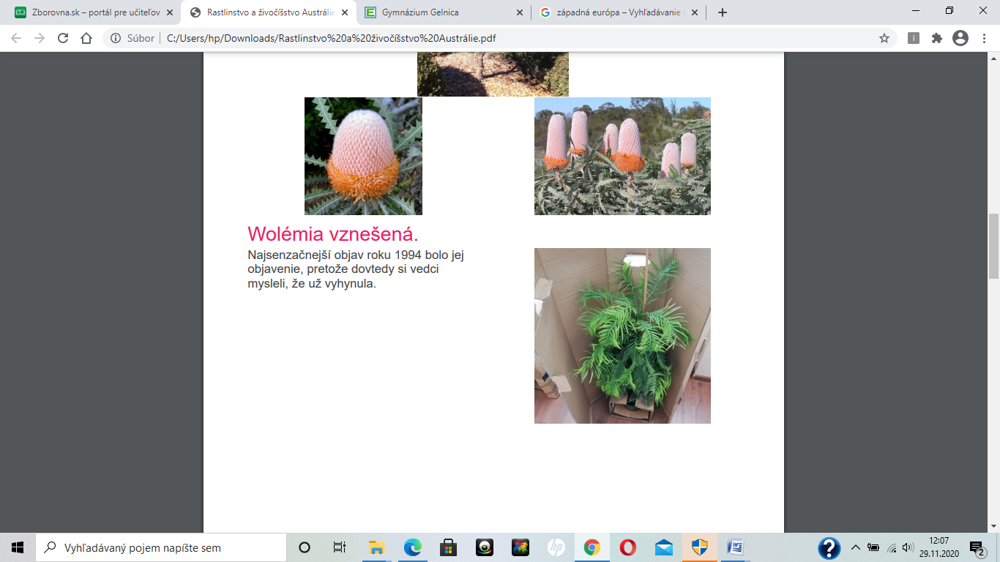 Zborovna.sk – portál pre učiteľov
Rastlinstvo a živočíšstvo Austrálie
Gymnázium Gelnica
západná európa – Vyhľadávanie
Súbor
C:/Users/hp/Downloads/Rastlinstvo%20a%20živočíšstvo%20Austrálie.pdf
Wolémia vznešená.
Najsenzačnejší objav roku 1994 bolo jej
objavenie, pretože dovtedy si vedci
mysleli, že už vyhynula.
Vyhľadávaný pojem napíšte sem
hp
12:07
29.11.2020
2